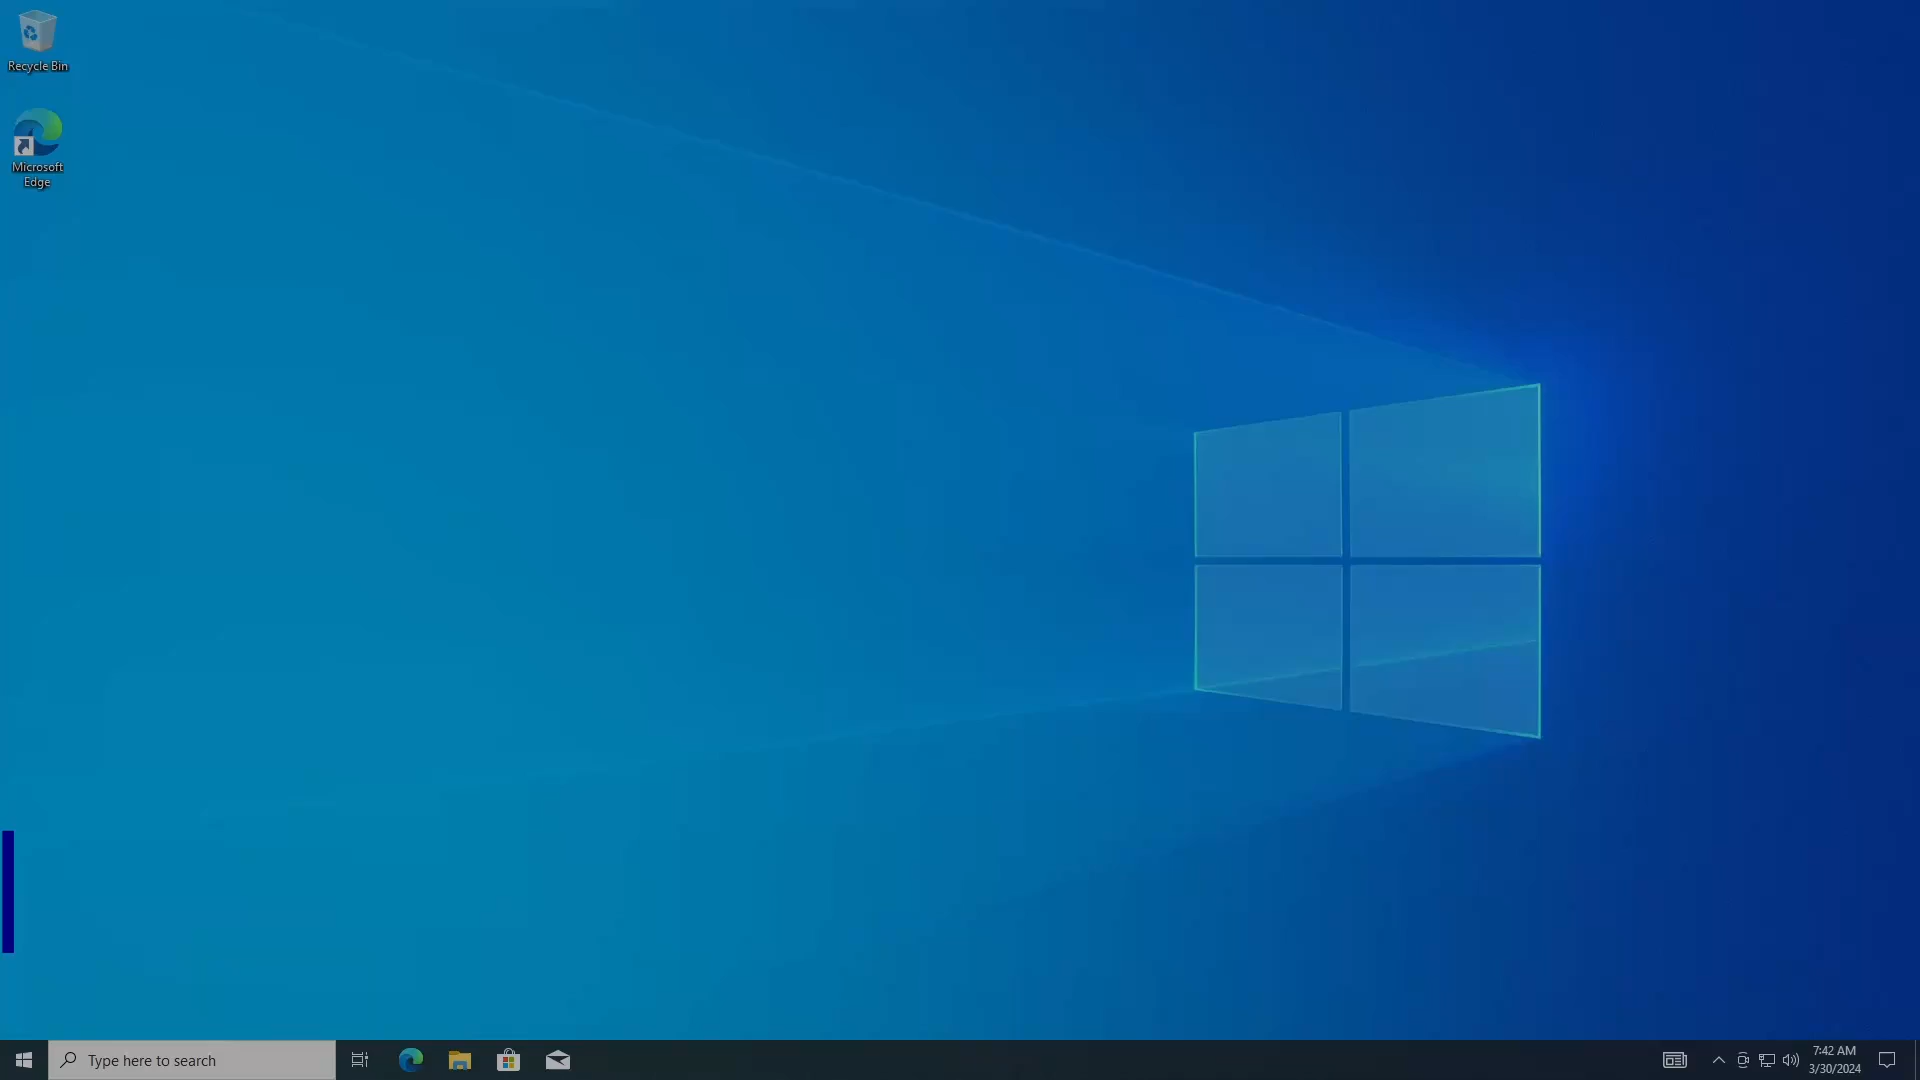 Recycle Bin
Microsoft
Edge
Type here to search
7:42 AM
3/30/2024